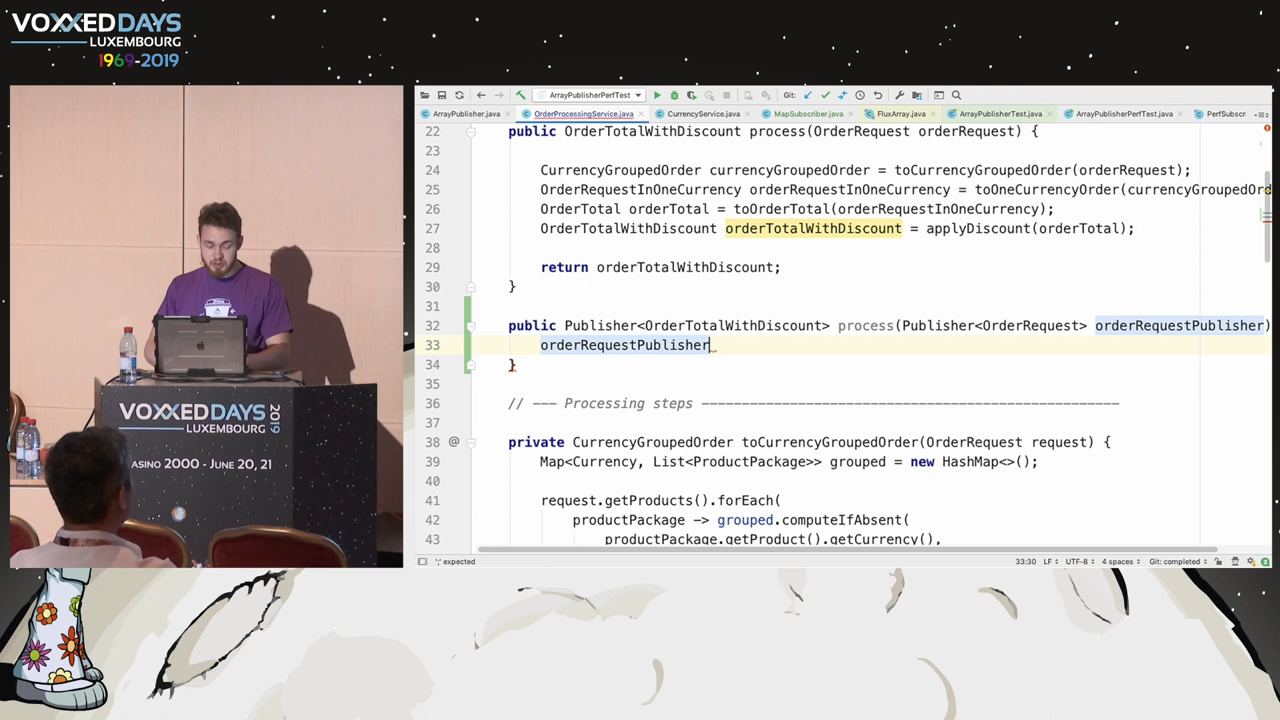 VOXXEDDAYS
LUXEMBOURG
1969-2019
ArrayPublisherPerfTest
Git:
ArrayPublisher.java
OrderProcessingService.java
CurrencyService.java
MapSubscriber.java
FluxArray.java
ArrayPublisherTest.java
ArrayPublisherPerfTest.java
PerfSubscr
22 public OrderTotalWithDiscount process(OrderRequest orderRequest) {
23
24 CurrencyGroupedOrder currencyGroupedOrder = toCurrencyGroupedOrder(orderRequest);
25 OrderRequestInOneCurrency orderRequestInOneCurrency = toOneCurrencyOrder(currencyGroupedOrd
26 OrderTotal orderTotal = toOrderTotal(orderRequestInOneCurrency);
27 OrderTotalWithDiscount orderTotalWithDiscount = applyDiscount(orderTotal);
28
29 return orderTotalWithDiscount;
30 }
31
32 public Publisher<OrderTotalWithDiscount> process(Publisher<OrderRequest> orderRequestPublisher)
33 orderRequestPublisher
34 }
35
36 // --- Processing steps ----------------------------------------------------
37
38 @ private CurrencyGroupedOrder toCurrencyGroupedOrder(OrderRequest request) {
39 Map<Currency, List<ProductPackage>> grouped = new HashMap<>();
40
41 request.getProducts().forEach(
42 productPackage -> grouped.computeIfAbsent(
43 productPackage.getProduct().getCurrency(),
';' expected
33:30 LF UTF-8 4 spaces Git: completed
VOXXEDDAYS 2019
LUXEMBOURG
ASINO 2000 - JUNE 20, 21